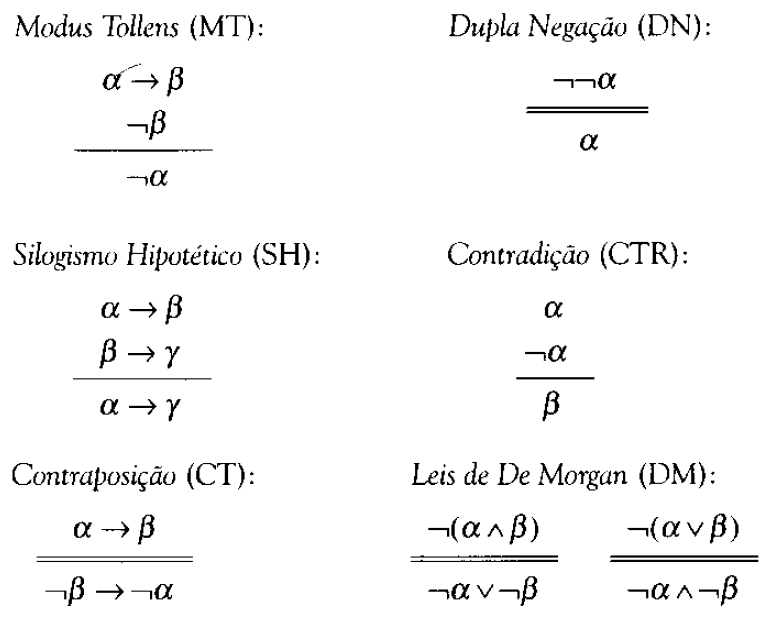 Modus Tollens (MT):
α → β
¬β
¬α
Dupla Negação (DN):
¬¬α
α
Silogismo Hipotético (SH):
α → β
β → γ
α → γ
Contradição (CTR):
α
¬α
β
Contraposição (CT):
α → β
¬β → ¬α
Leis de De Morgan (DM):
¬(α ∧ β)
¬α ∨ ¬β
¬(α ∨ β)
¬α ∧ ¬β